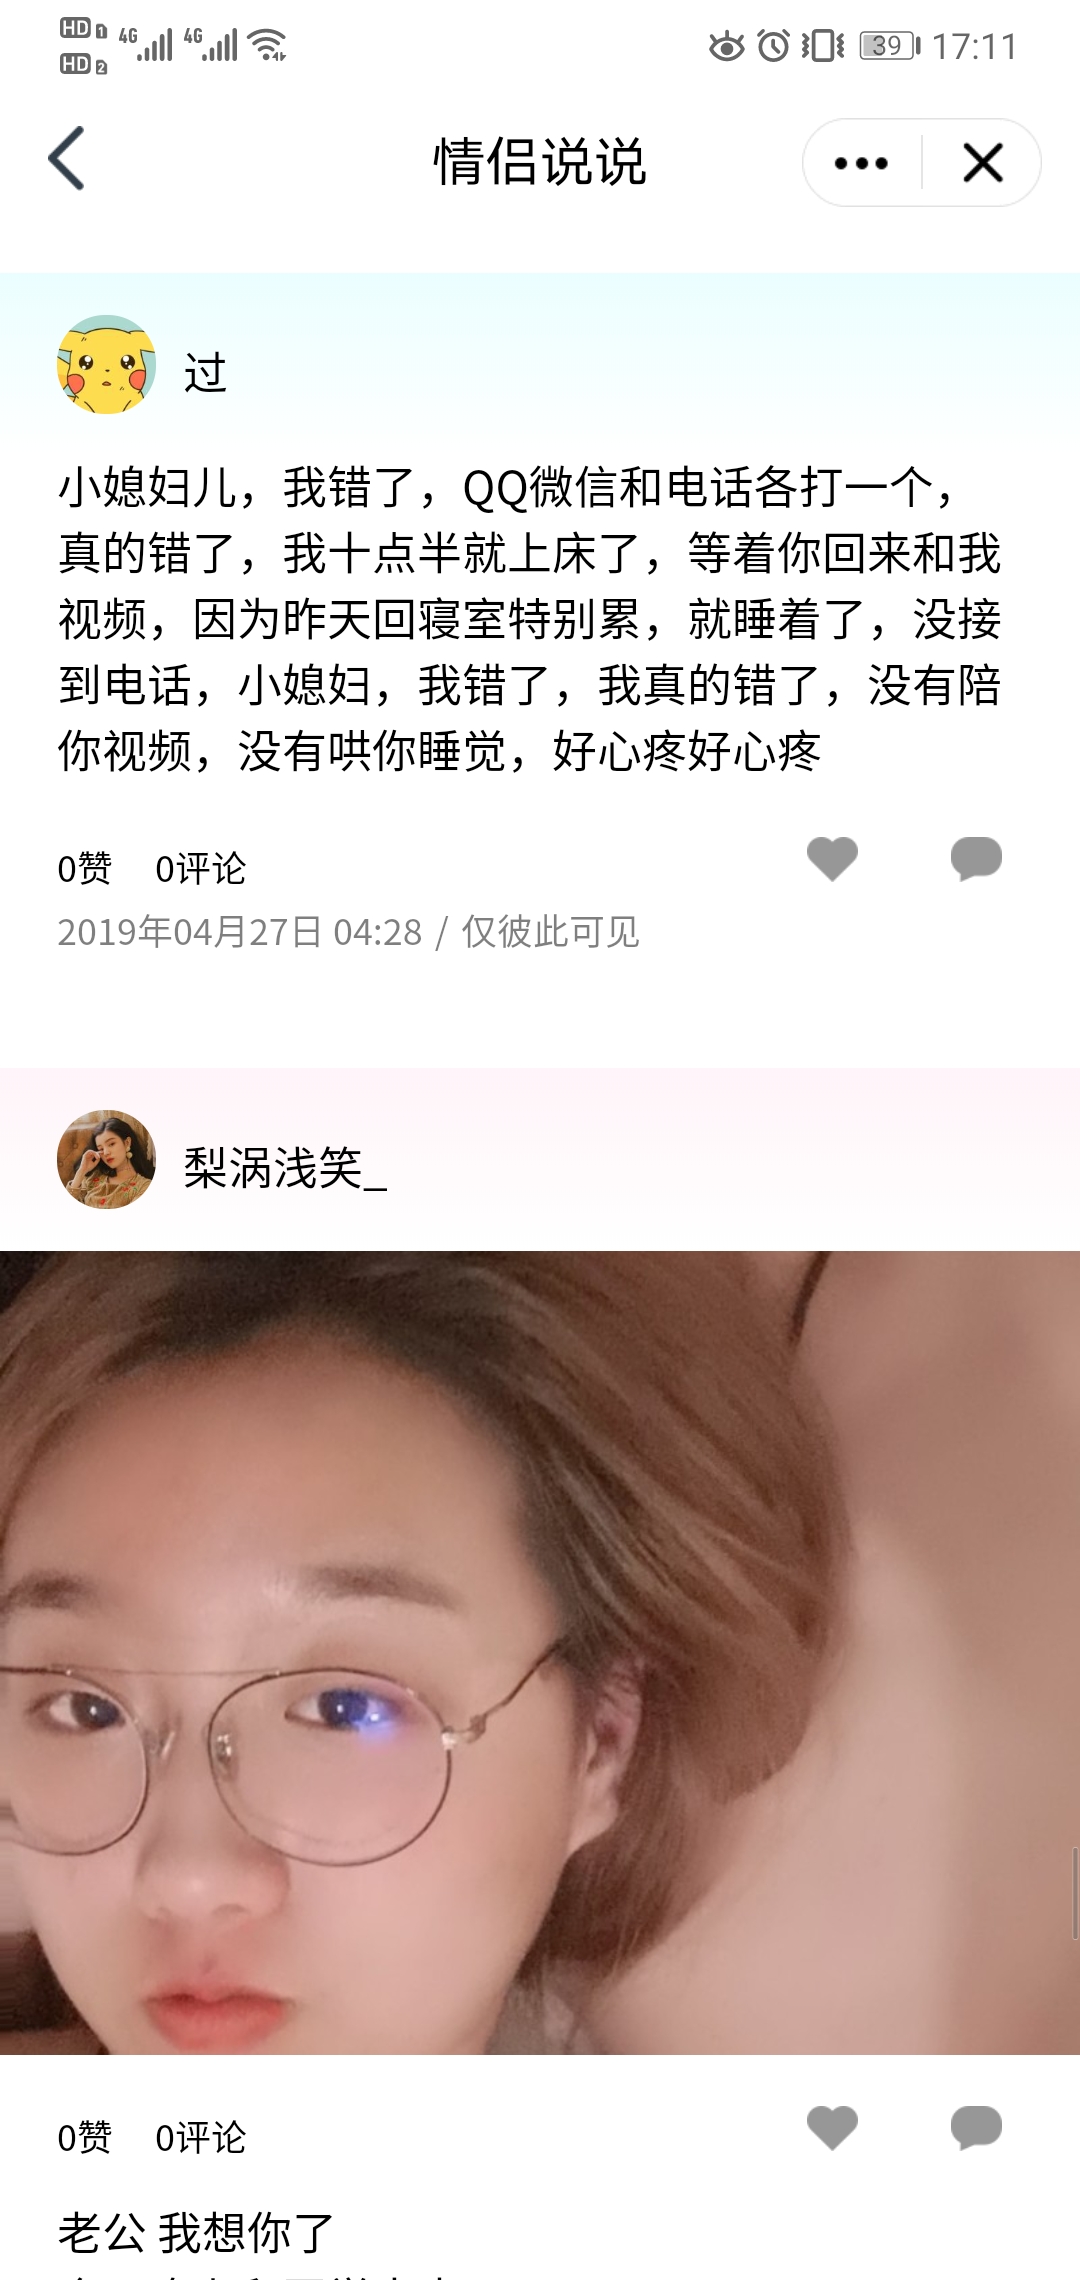 HD 1 4G 4G 39 17:11
HD 2
情侣说说
过
小媳妇儿，我错了，QQ微信和电话各打一个，
真的错了，我十点半就上床了，等着你回来和我
视频，因为昨天回寝室特别累，就睡着了，没接
到电话，小媳妇，我错了，我真的错了，没有陪
你视频，没有哄你睡觉，好心疼好心疼
0赞 0评论
2019年04月27日 04:28 / 仅彼此可见
梨涡浅笑_
0赞 0评论
老公 我想你了